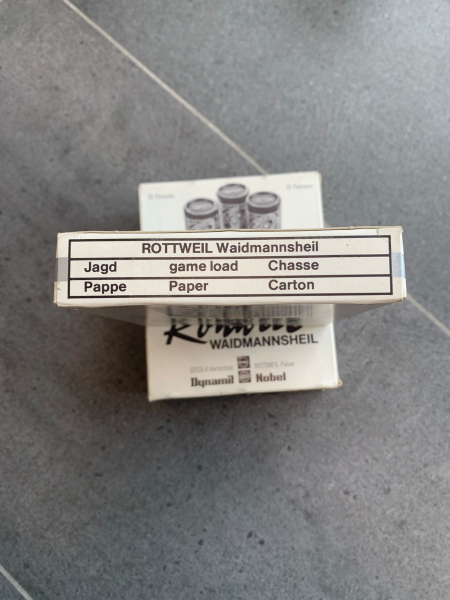 ROTTWEIL Waidmannsheil
Jagd game load Chasse
Pappe Paper Carton
WAIDMANNSHEIL
Dynamit Nobel